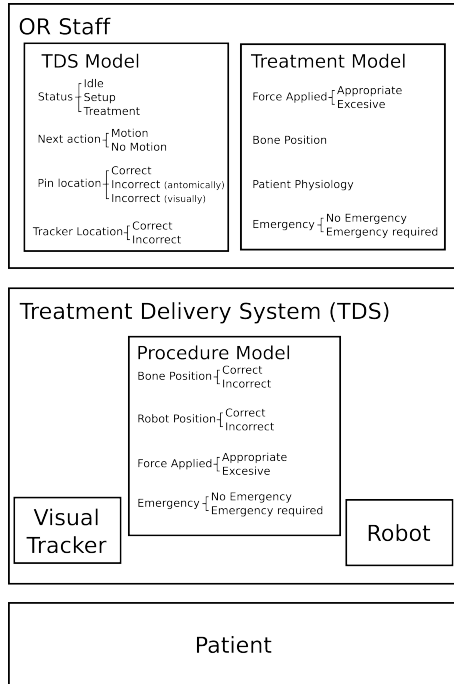 OR Staff
TDS Model
Status
Idle
Setup
Treatment
Next action
Motion
No Motion
Pin location
Correct
Incorrect (antomically)
Incorrect (visually)
Tracker Location
Correct
Incorrect
Treatment Model
Force Applied
Appropriate
Excesive
Bone Position
Patient Physiology
Emergency
No Emergency
Emergency required
Treatment Delivery System (TDS)
Procedure Model
Bone Position
Correct
Incorrect
Robot Position
Correct
Incorrect
Force Applied
Appropriate
Excesive
Emergency
No Emergency
Emergency required
Visual
Tracker
Robot
Patient